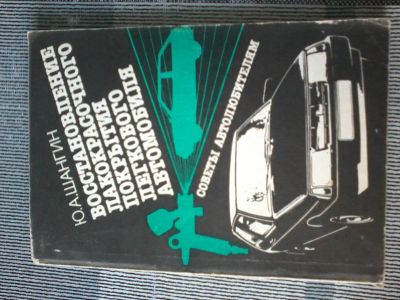 Ю.А.ШАНГИН
ВОССТАНОВЛЕНИЕ
ЛАКОКРАСОЧНОГО
ПОКРЫТИЯ
ЛЕГКОВОГО
АВТОМОБИЛЯ
СОВЕТЫ АВТОЛЮБИТЕЛЯМ